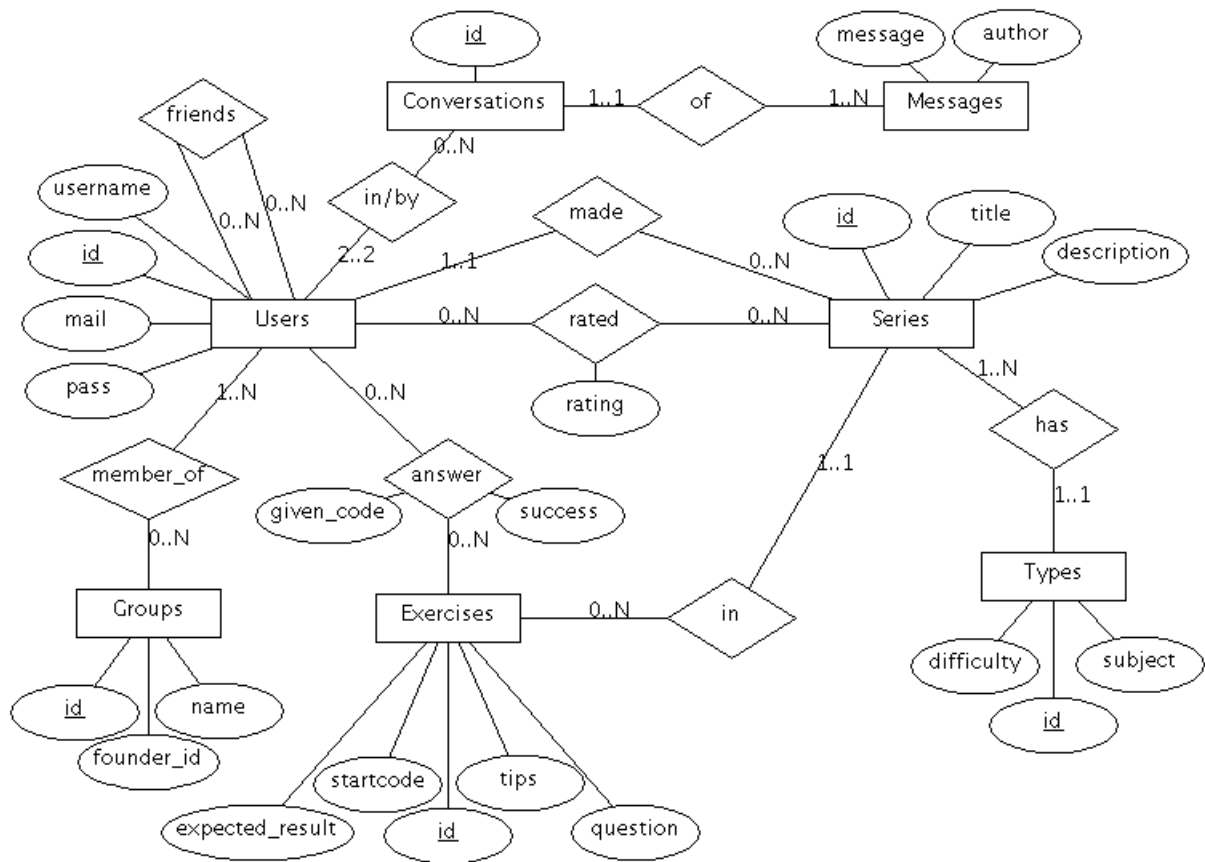 id
message
author
Conversations
1..1
of
1..N
Messages
friends
0..N
username
in/by
made
id
title
0..N
0..N
id
2..2
1..1
0..N
description
mail
Users
0..N
rated
0..N
Series
pass
1..N
0..N
rating
1..N
has
member_of
answer
1..1
given_code
success
1..1
0..N
0..N
Types
Groups
Exercises
0..N
in
difficulty
subject
id
name
id
founder_id
startcode
tips
expected_result
id
question